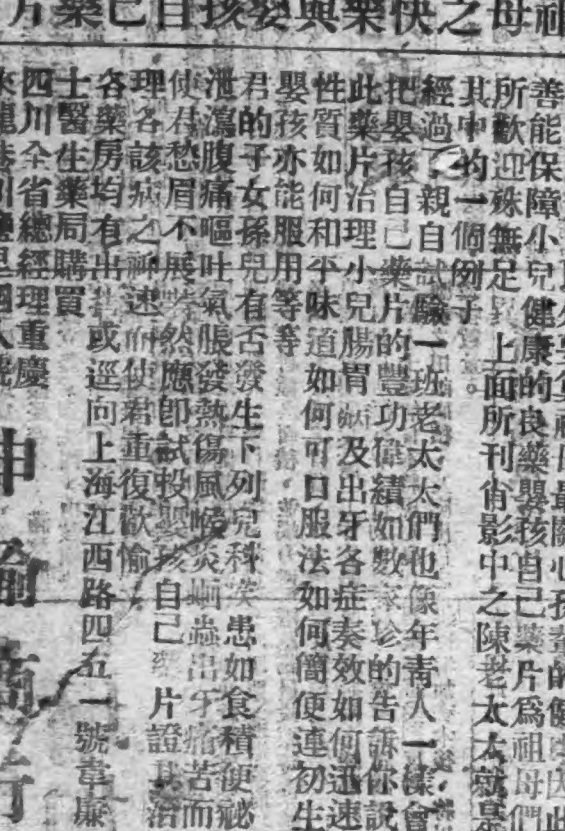 祖母之快樂與嬰孩自己藥片
善能保障小兒健康的良藥嬰孩自己藥片爲祖母們
所歡迎殊無足異上面所刊肖影中之陳老太太就是
其中的一個例子
經過了親自試驗一班老太太們也像年青人一樣會
把嬰孩自己藥片的豐功偉績如數家珍的告訴你說
此藥片治理小兒腸胃病及出牙各症奏效如何迅速
性質如何和平味道如何可口服法如何簡便連初生
嬰孩亦能服用等等
君的子女孫兒有否發生下列兒科疾患如食積便祕
泄瀉腹痛嘔吐氣脹發熱傷風喉炎蛔蟲出牙痛苦而
使君愁眉不展 然應即試投嬰孩自己藥片證其治
理各該病之神速而使君重復歡愉
各藥房均有出售或逕向上海江西路四五一號韋廉
士醫生藥局購買
四川全省總經理重慶